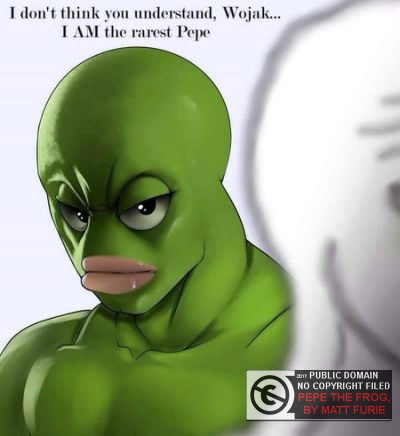 I don't think you understand, Wojak...
I AM the rarest Pepe
2017 PUBLIC DOMAIN
NO COPYRIGHT FILED
PEPE THE FROG,
BY MATT FURIE